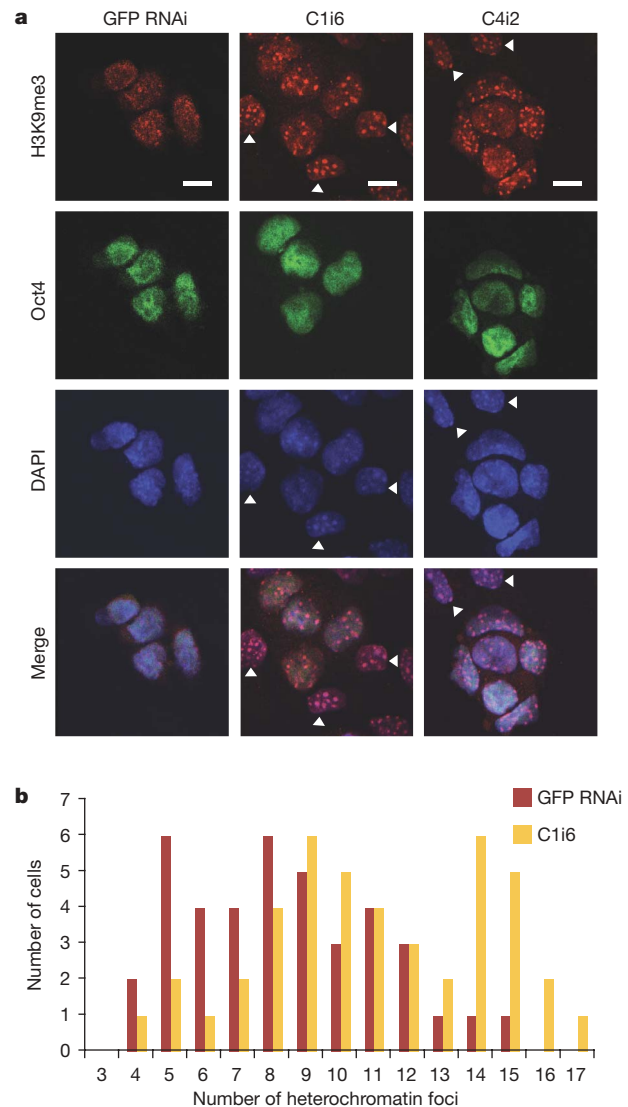 a
GFP RNAi C1i6 C4i2
H3K9me3
Oct4
DAPI
Merge
b
7
6
5
4
3
2
1
0
Number of cells
GFP RNAi
C1i6
3 4 5 6 7 8 9 10 11 12 13 14 15 16 17
Number of heterochromatin foci